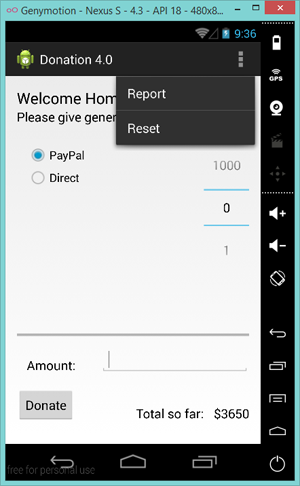 Genymotion - Nexus S - 4.3 - API 18 - 480x8...
9:36
GPS
Donation 4.0
Report
Reset
Welcome Hom
Please give gener
PayPal
Direct
1000
0
1
Amount:
Donate
Total so far: $3650
free for personal use